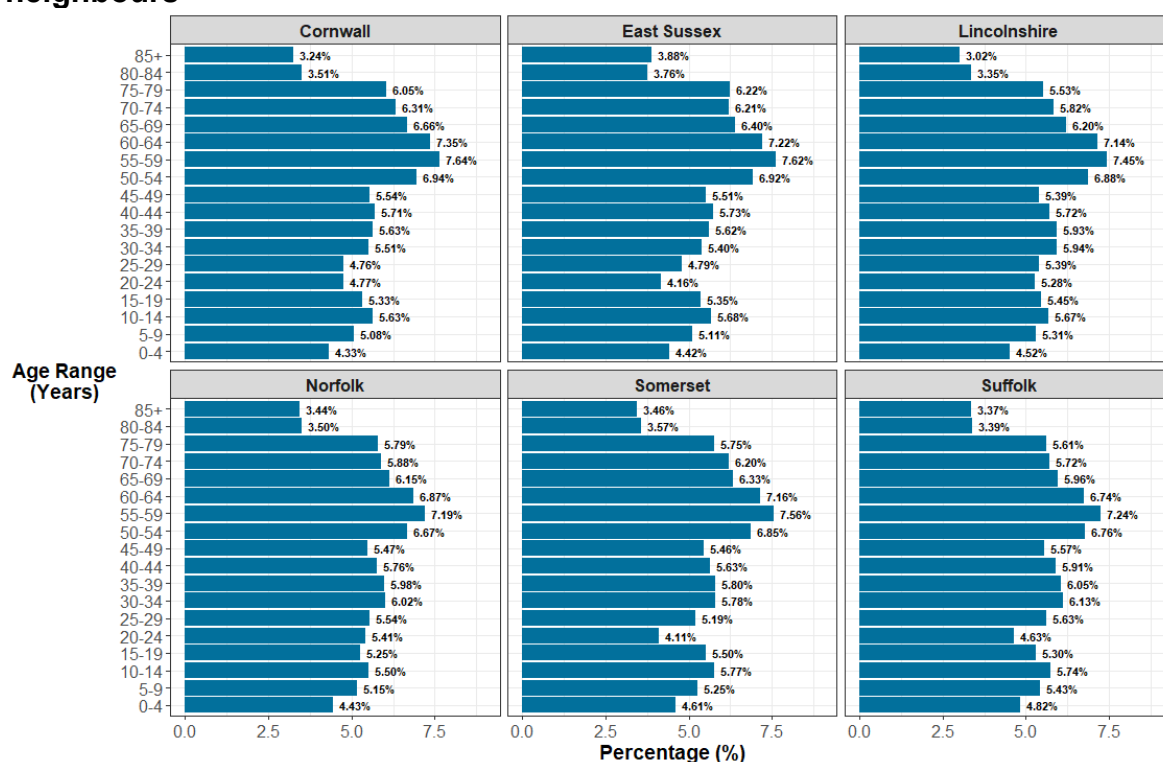 neighbours
Cornwall East Sussex Lincolnshire
85+ 3.24% 3.88% 3.02%
80-84 3.51% 3.76% 3.35%
75-79 6.05% 6.22% 5.53%
70-74 6.31% 6.21% 5.82%
65-69 6.66% 6.40% 6.20%
60-64 7.35% 7.22% 7.14%
55-59 7.64% 7.62% 7.45%
50-54 6.94% 6.92% 6.88%
45-49 5.54% 5.51% 5.39%
40-44 5.71% 5.73% 5.72%
35-39 5.63% 5.62% 5.93%
30-34 5.51% 5.40% 5.94%
25-29 4.76% 4.79% 5.39%
20-24 4.77% 4.16% 5.28%
15-19 5.33% 5.35% 5.45%
10-14 5.63% 5.68% 5.67%
5-9 5.08% 5.11% 5.31%
0-4 4.33% 4.42% 4.52%
Age Range
(Years)
Norfolk Somerset Suffolk
85+ 3.44% 3.46% 3.37%
80-84 3.50% 3.57% 3.39%
75-79 5.79% 5.75% 5.61%
70-74 5.88% 6.20% 5.72%
65-69 6.15% 6.33% 5.96%
60-64 6.87% 7.16% 6.74%
55-59 7.19% 7.56% 7.24%
50-54 6.67% 6.85% 6.76%
45-49 5.47% 5.46% 5.57%
40-44 5.76% 5.63% 5.91%
35-39 5.98% 5.80% 6.05%
30-34 6.02% 5.78% 6.13%
25-29 5.54% 5.19% 5.63%
20-24 5.41% 4.11% 4.63%
15-19 5.25% 5.50% 5.30%
10-14 5.50% 5.77% 5.74%
5-9 5.15% 5.25% 5.43%
0-4 4.43% 4.61% 4.82%
0.0 2.5 5.0 7.5 0.0 2.5 5.0 7.5 0.0 2.5 5.0 7.5
Percentage (%)